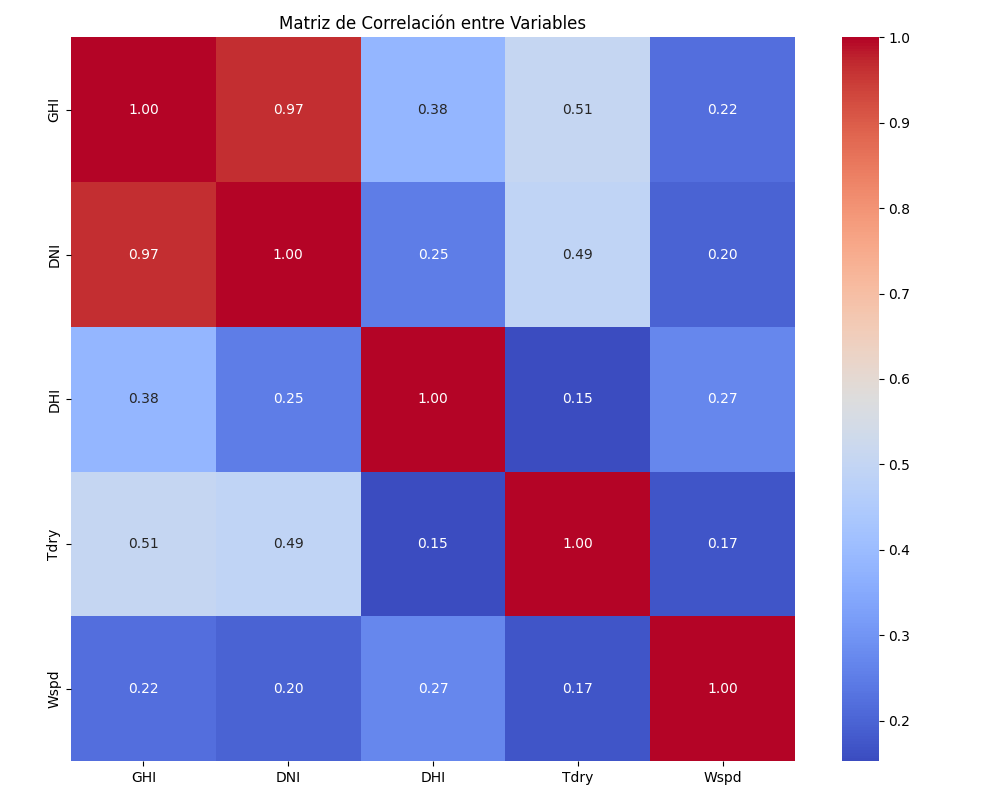 Matriz de Correlación entre Variables
GHI 1.00 0.97 0.38 0.51 0.22
DNI 0.97 1.00 0.25 0.49 0.20
DHI 0.38 0.25 1.00 0.15 0.27
Tdry 0.51 0.49 0.15 1.00 0.17
Wspd 0.22 0.20 0.27 0.17 1.00
GHI DNI DHI Tdry Wspd
1.0
0.9
0.8
0.7
0.6
0.5
0.4
0.3
0.2